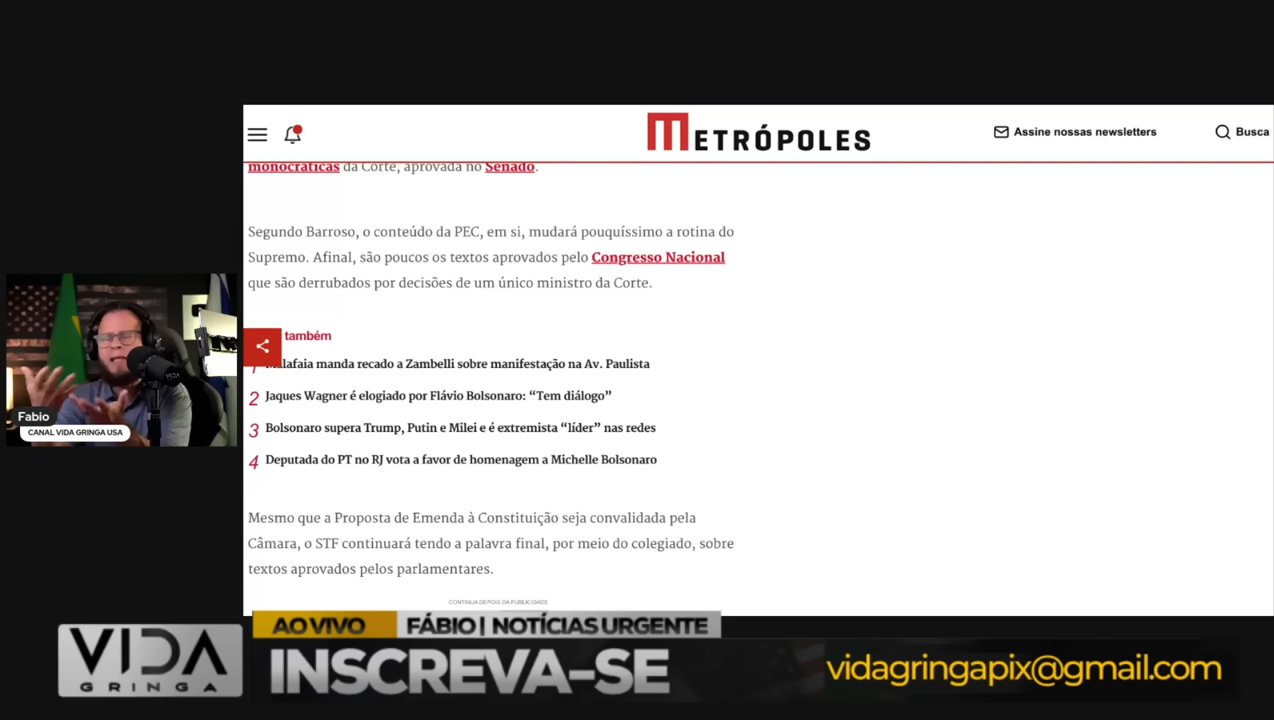 METRÓPOLES
Assine nossas newsletters
Busca
monocráticas da Corte, aprovada no Senado.
Segundo Barroso, o conteúdo da PEC, em si, mudará pouquíssimo a rotina do
Supremo. Afinal, são poucos os textos aprovados pelo Congresso Nacional
que são derrubados por decisões de um único ministro da Corte.
também
1 Malafaia manda recado a Zambelli sobre manifestação na Av. Paulista
2 Jaques Wagner é elogiado por Flávio Bolsonaro: “Tem diálogo”
3 Bolsonaro supera Trump, Putin e Milei e é extremista “líder” nas redes
4 Deputada do PT no RJ vota a favor de homenagem a Michelle Bolsonaro
Mesmo que a Proposta de Emenda à Constituição seja convalidada pela
Câmara, o STF continuará tendo a palavra final, por meio do colegiado, sobre
textos aprovados pelos parlamentares.
CONTINUA DEPOIS DA PUBLICIDADE
Fabio
CANAL VIDA GRINGA USA
VIDA
GRINGA
AO VIVO
FÁBIO | NOTÍCIAS URGENTE
INSCREVA-SE
vidagringapix@gmail.com